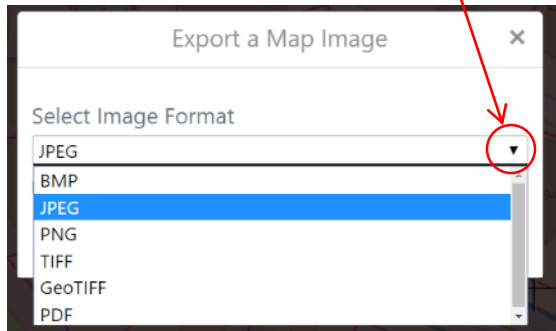 Export a Map Image ×
Select Image Format
JPEG ▼
BMP
JPEG
PNG
TIFF
GeoTIFF
PDF